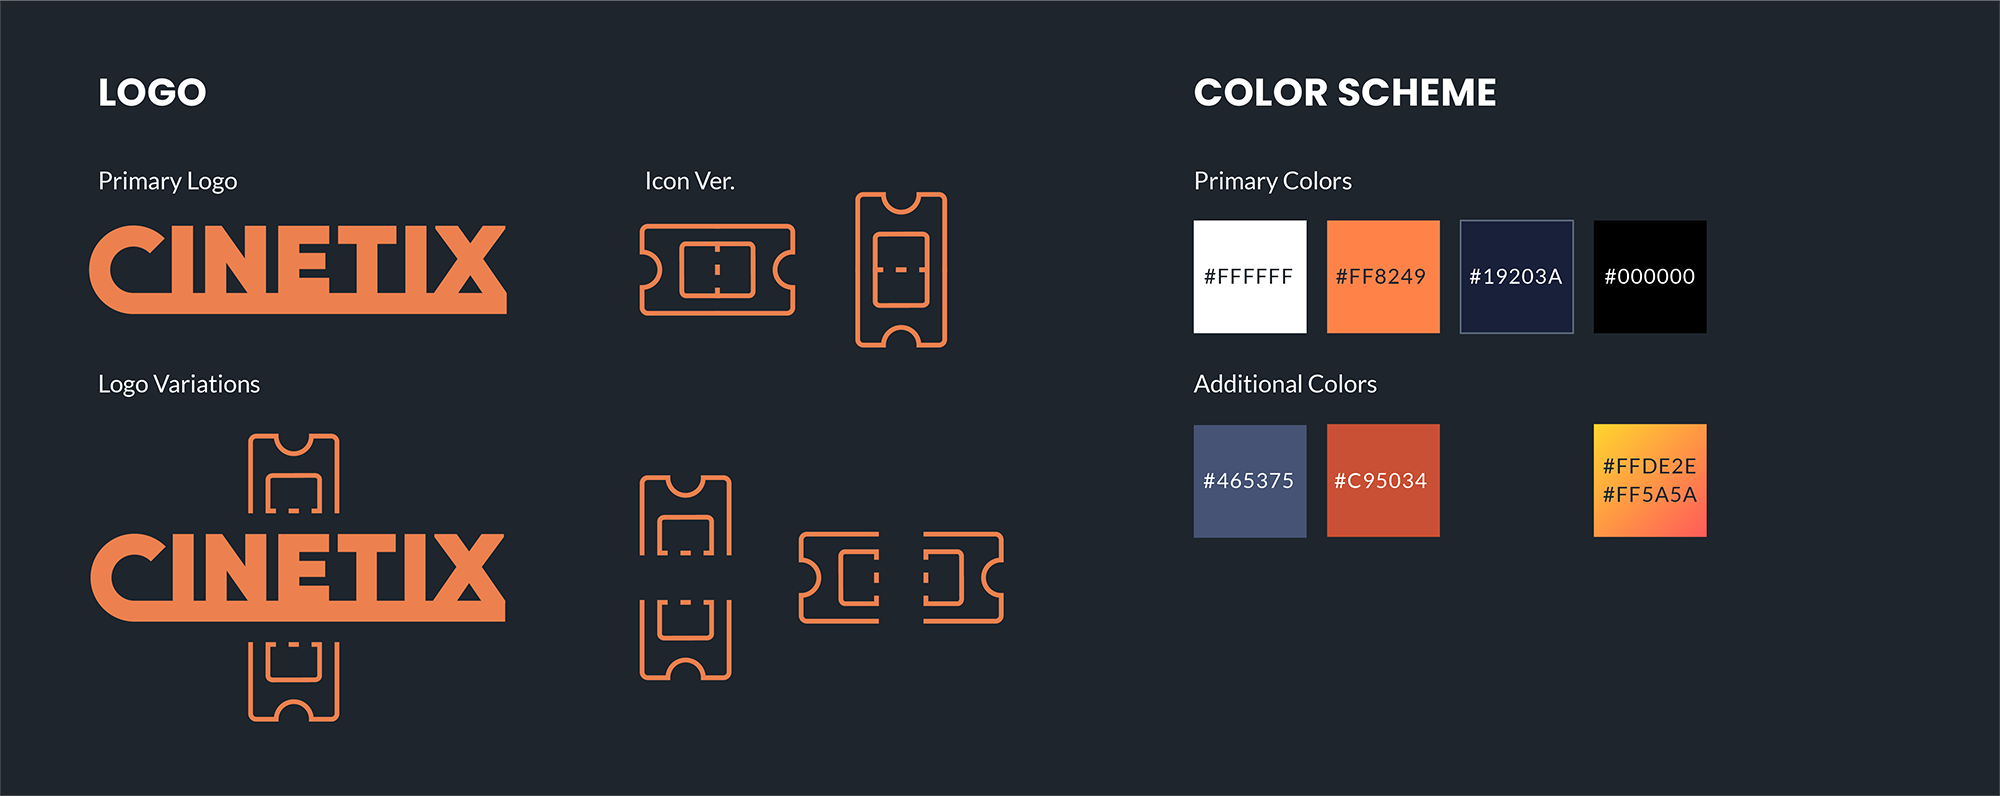 LOGO
Primary Logo
CINETIX
Icon Ver.
Logo Variations
CINETIX
COLOR SCHEME
Primary Colors
#FFFFFF
#FF8249
#19203A
#000000
Additional Colors
#465375
#C95034
#FFDE2E
#FF5A5A